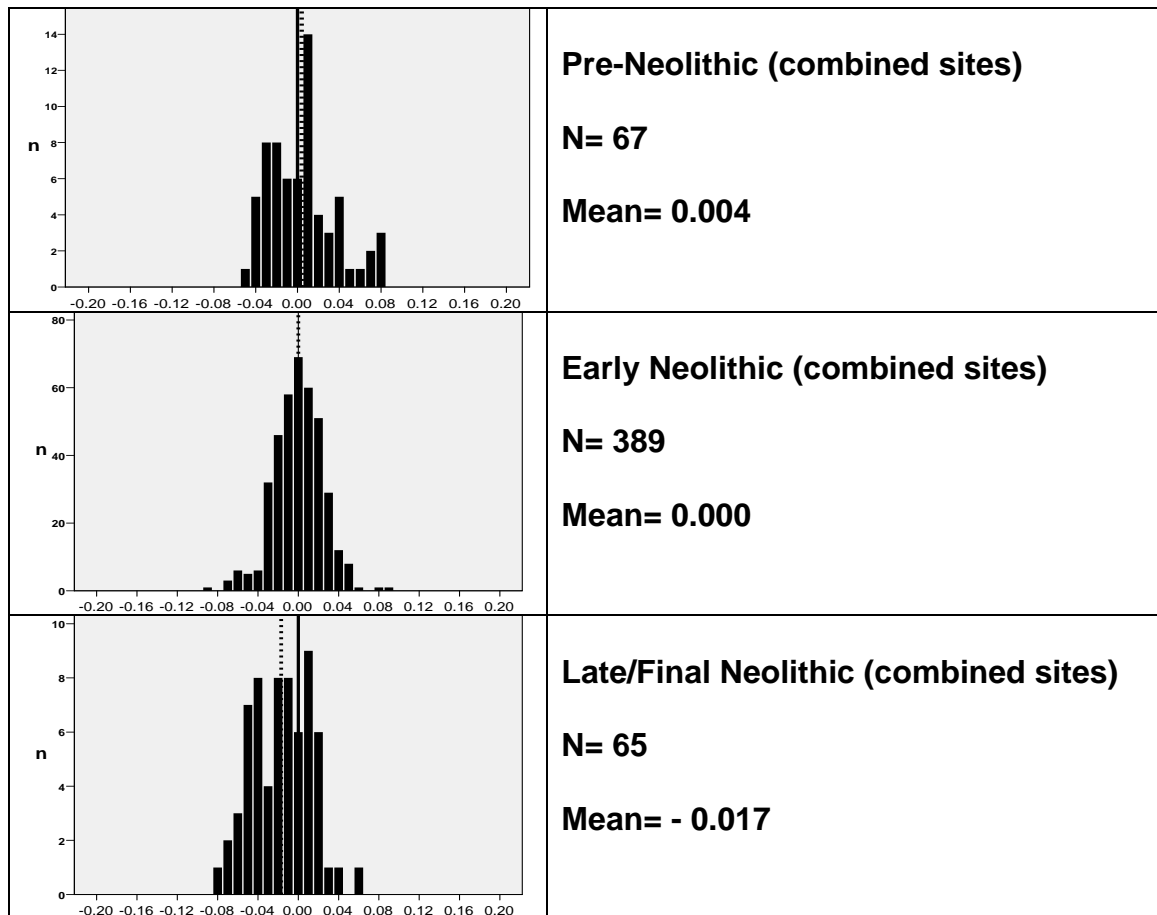 14
12
10
n 8
6
4
2
0
-0.20 -0.16 -0.12 -0.08 -0.04 0.00 0.04 0.08 0.12 0.16 0.20
Pre-Neolithic (combined sites)
N= 67
Mean= 0.004
80
60
n 40
20
0
-0.20 -0.16 -0.12 -0.08 -0.04 0.00 0.04 0.08 0.12 0.16 0.20
Early Neolithic (combined sites)
N= 389
Mean= 0.000
10
8
6
n
4
2
0
-0.20 -0.16 -0.12 -0.08 -0.04 0.00 0.04 0.08 0.12 0.16 0.20
Late/Final Neolithic (combined sites)
N= 65
Mean= - 0.017